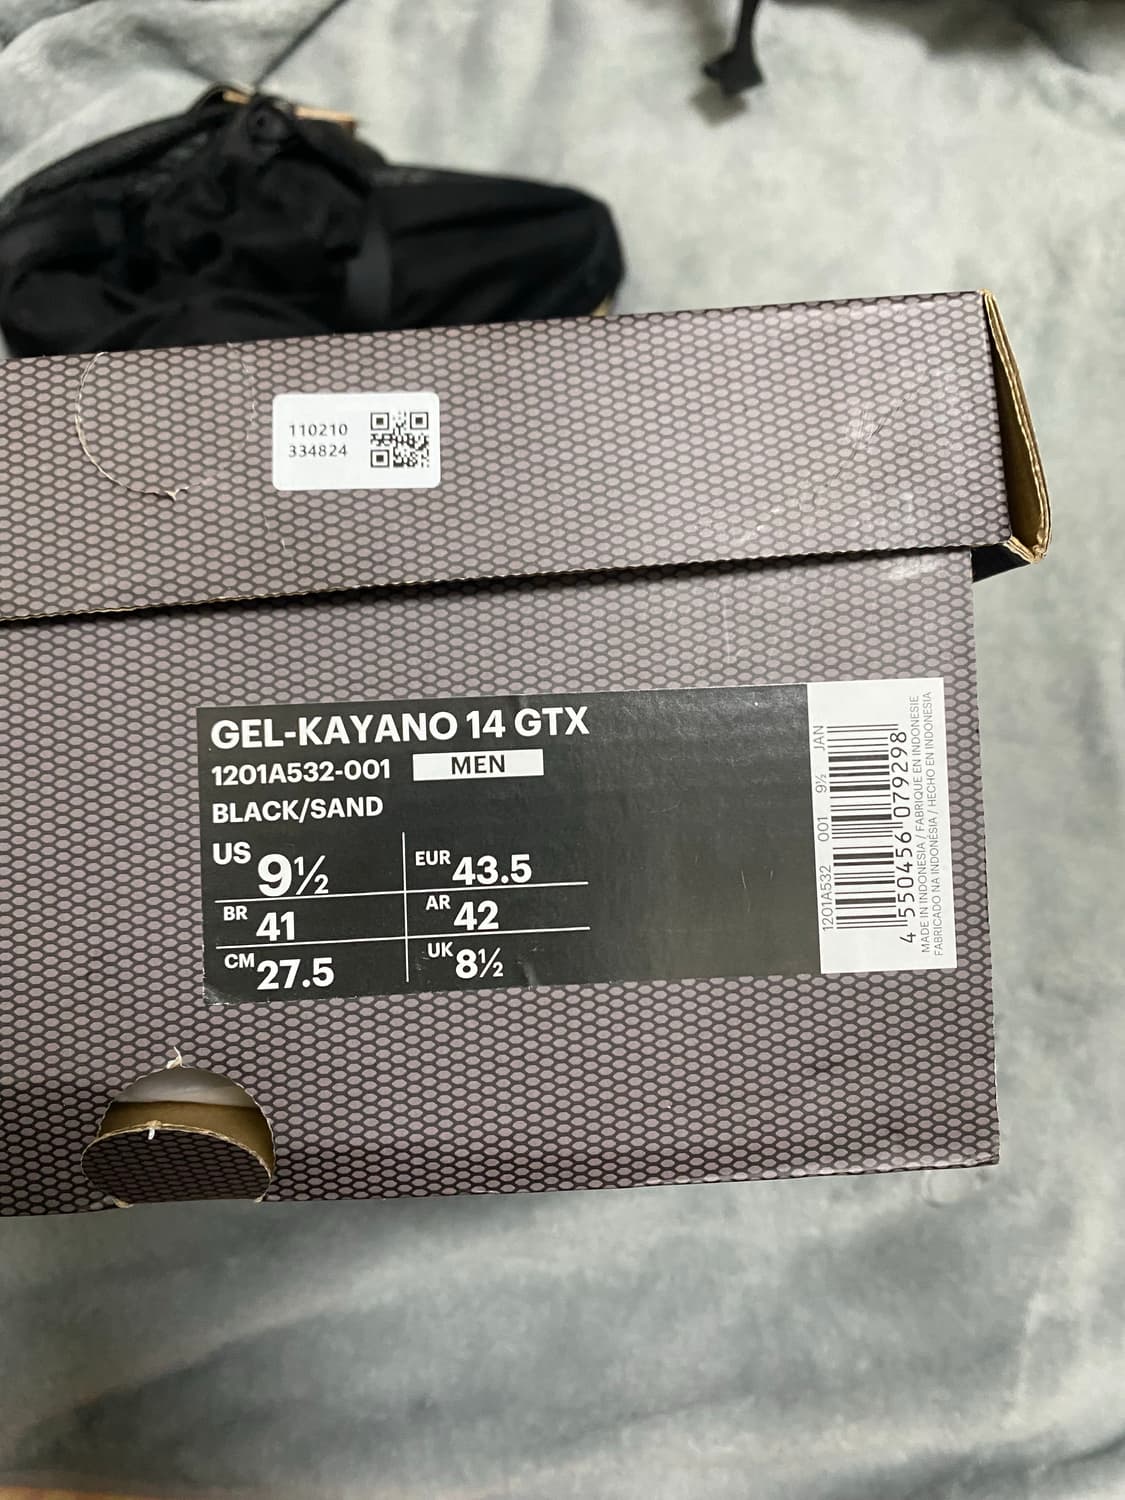 110210
334824
GEL-KAYANO 14 GTX
1201A532-001 MEN
BLACK/SAND
US 9½ EUR 43.5
BR 41 AR 42
CM 27.5 UK 8½
1201A532 001 9½ JAN
4 550456 079298
MADE IN INDONESIA / FABRIQUE EN INDONESIE
FABRICADO NA INDONÉSIA / HECHO EN INDONESIA